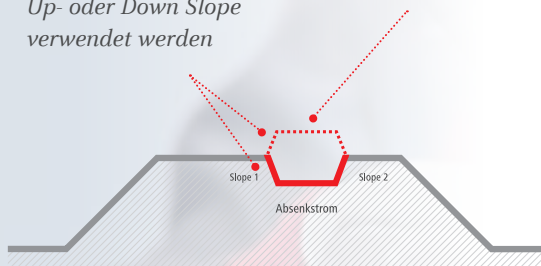 Up- oder Down Slope
verwendet werden
Slope 1
Slope 2
Absenkstrom